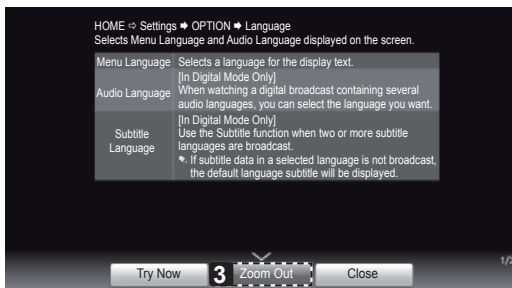 HOME ⇨ Settings ➡ OPTION ➡ Language
Selects Menu Language and Audio Language displayed on the screen.
Menu Language Selects a language for the display text.
Audio Language
[In Digital Mode Only]
When watching a digital broadcast containing several
audio languages, you can select the language you want.
Subtitle
Language
[In Digital Mode Only]
Use the Subtitle function when two or more subtitle
languages are broadcast.
If subtitle data in a selected language is not broadcast,
the default language subtitle will be displayed.
Try Now 3 Zoom Out Close